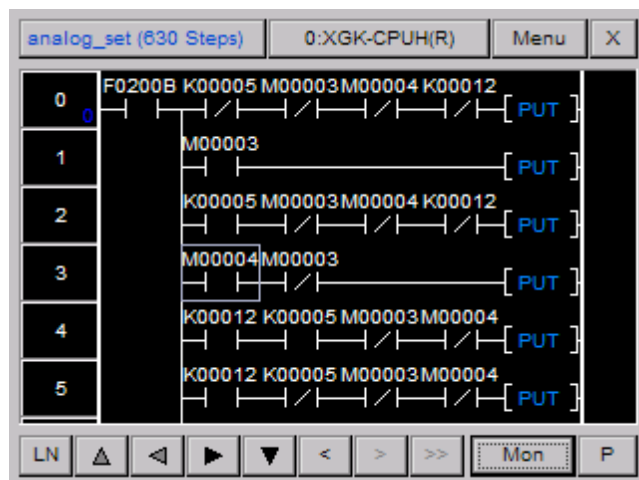 analog_set (630 Steps) 0:XGK-CPUH(R) Menu X
F0200B K00005 M00003 M00004 K00012
0 0 PUT
M00003
1 PUT
K00005 M00003 M00004 K00012
2 PUT
M00004 M00003
3 PUT
K00012 K00005 M00003 M00004
4 PUT
K00012 K00005 M00003 M00004
5 PUT
LN < > >> Mon P